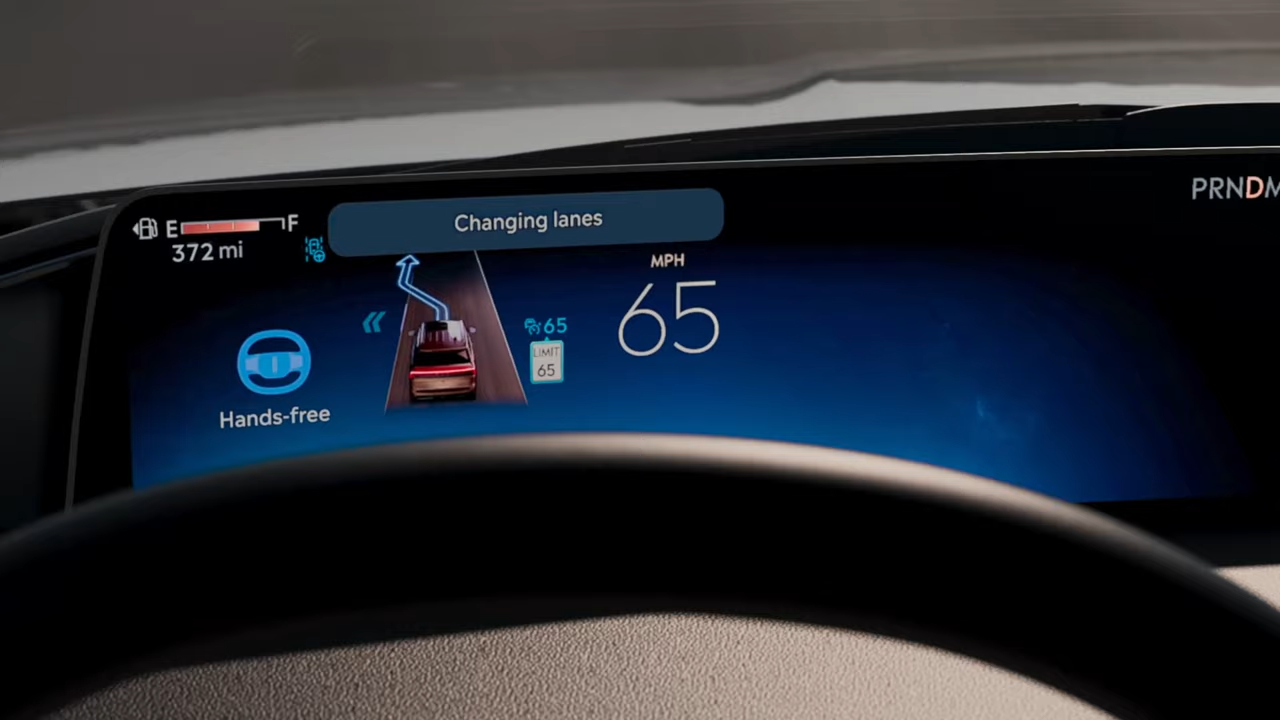 E F
372 mi
Changing lanes
PRNDM
MPH
65
65
LIMIT
65
Hands-free